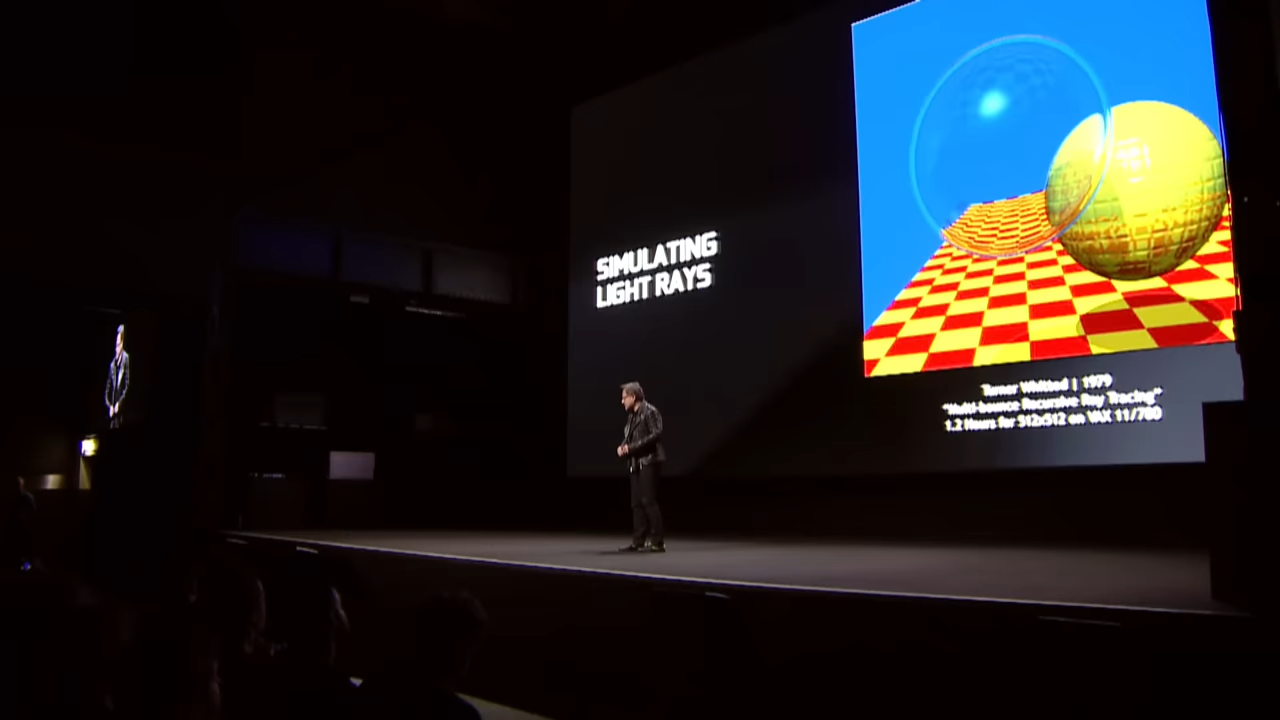 SIMULATING
LIGHT RAYS
Turner Whitted | 1979
"Multi-bounce Recursive Ray Tracing"
1.2 Hours for 512x512 on VAX 11/780